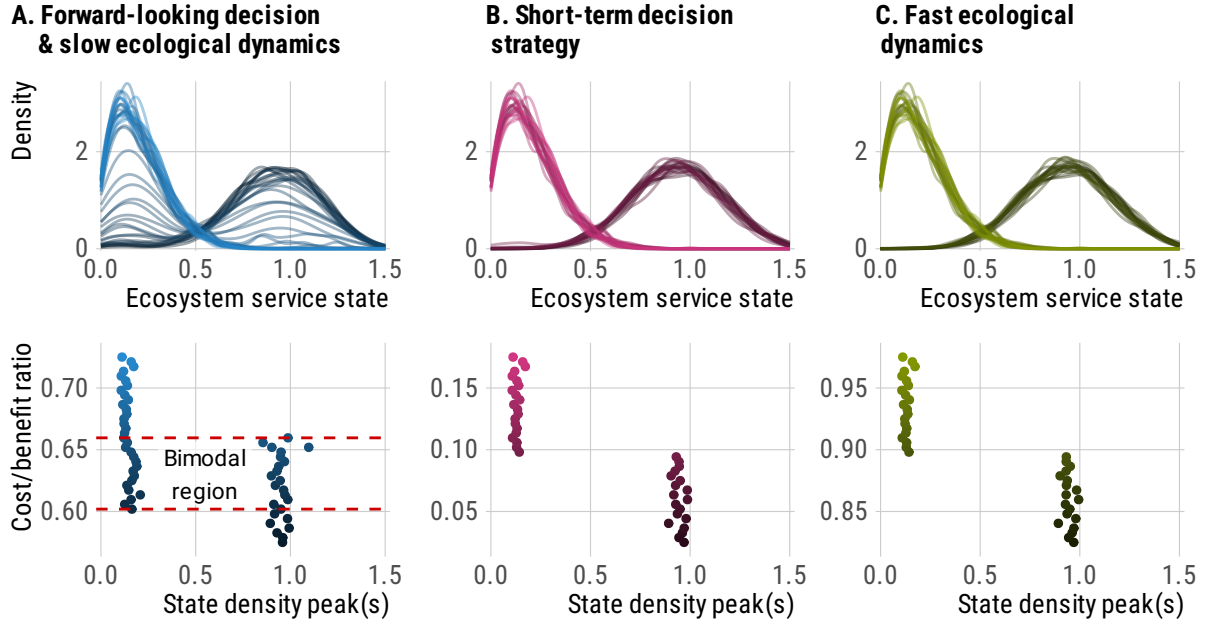 A. Forward-looking decision
& slow ecological dynamics
B. Short-term decision
strategy
C. Fast ecological
dynamics
Density
2
0
0.0 0.5 1.0 1.5
Ecosystem service state
2
0
0.0 0.5 1.0 1.5
Ecosystem service state
2
0
0.0 0.5 1.0 1.5
Ecosystem service state
Cost/benefit ratio
0.70
0.65
0.60
Bimodal
region
0.0 0.5 1.0 1.5
State density peak(s)
0.15
0.10
0.05
0.0 0.5 1.0 1.5
State density peak(s)
0.95
0.90
0.85
0.0 0.5 1.0 1.5
State density peak(s)